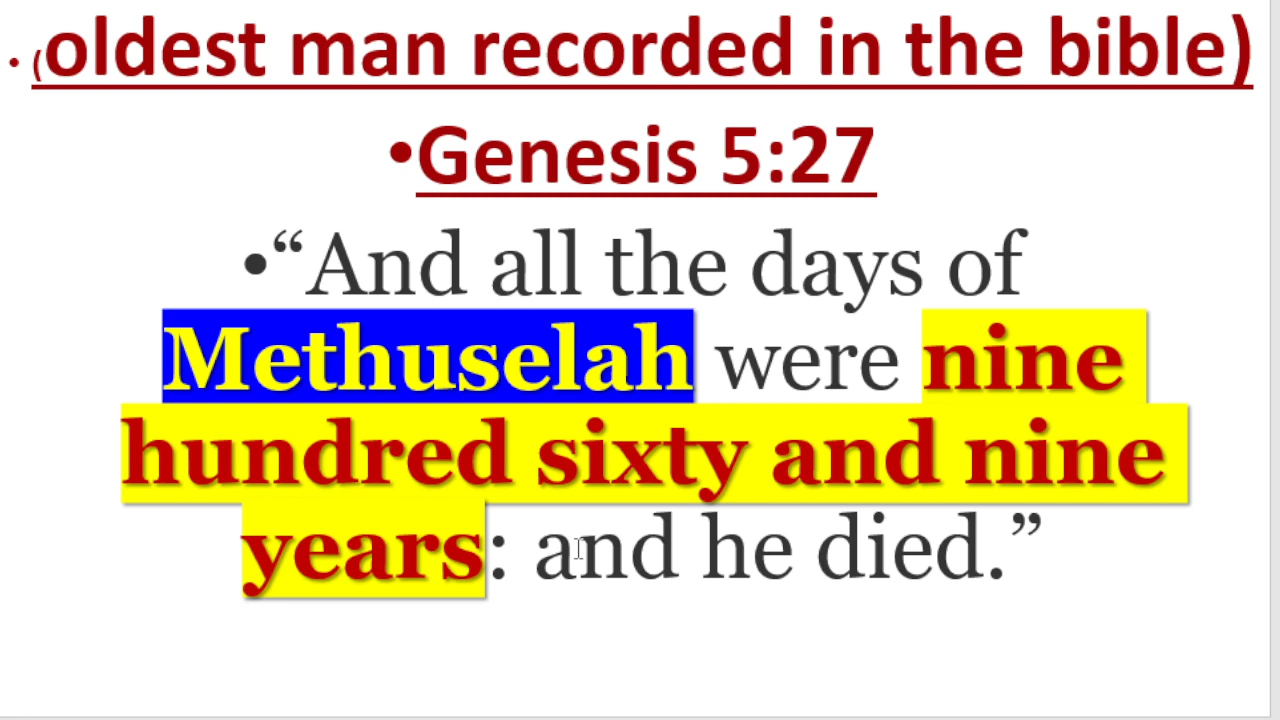 • (oldest man recorded in the bible)
•Genesis 5:27
•“And all the days of
Methuselah were nine
hundred sixty and nine
years: and he died.”